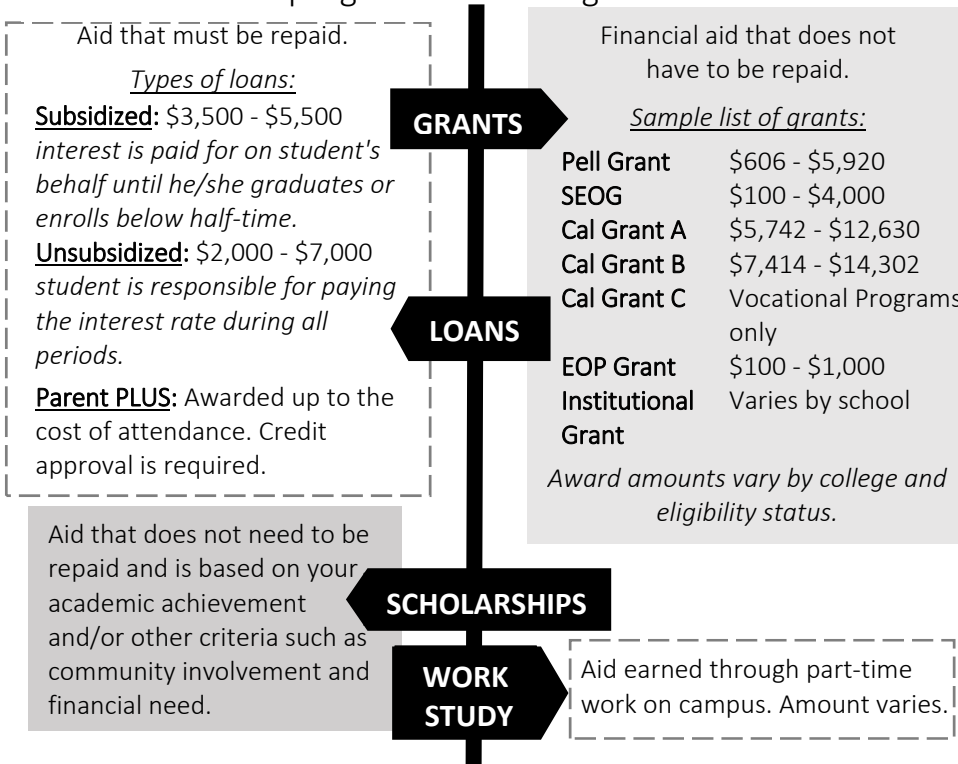 Aid that must be repaid.
Types of loans:
Subsidized: $3,500 - $5,500
interest is paid for on student's
behalf until he/she graduates or
enrolls below half-time.
Unsubsidized: $2,000 - $7,000
student is responsible for paying
the interest rate during all
periods.
Parent PLUS: Awarded up to the
cost of attendance. Credit
approval is required.
GRANTS
Financial aid that does not
have to be repaid.
Sample list of grants:
Pell Grant $606 - $5,920
SEOG $100 - $4,000
Cal Grant A $5,742 - $12,630
Cal Grant B $7,414 - $14,302
Cal Grant C Vocational Programs
only
EOP Grant $100 - $1,000
Institutional Varies by school
Grant
Award amounts vary by college and
eligibility status.
LOANS
Aid that does not need to be
repaid and is based on your
academic achievement
and/or other criteria such as
community involvement and
financial need.
SCHOLARSHIPS
WORK
STUDY
Aid earned through part-time
work on campus. Amount varies.